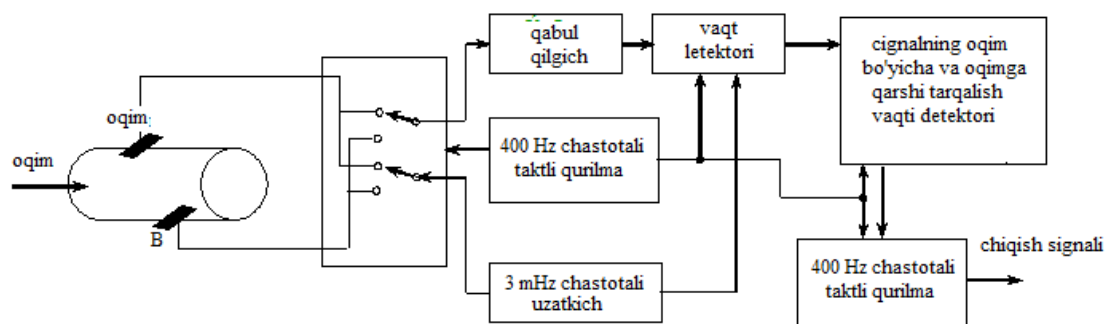 qabul
qilgich
vaqt
letektori
cignalning oqim
bo'yicha va oqimga
qarshi tarqalish
vaqti detektori
oqim:
oqim
B
400 Hz chastotali
taktli qurilma
3 mHz chastotali
uzatkich
400 Hz chastotali
taktli qurilma
chiqish signali